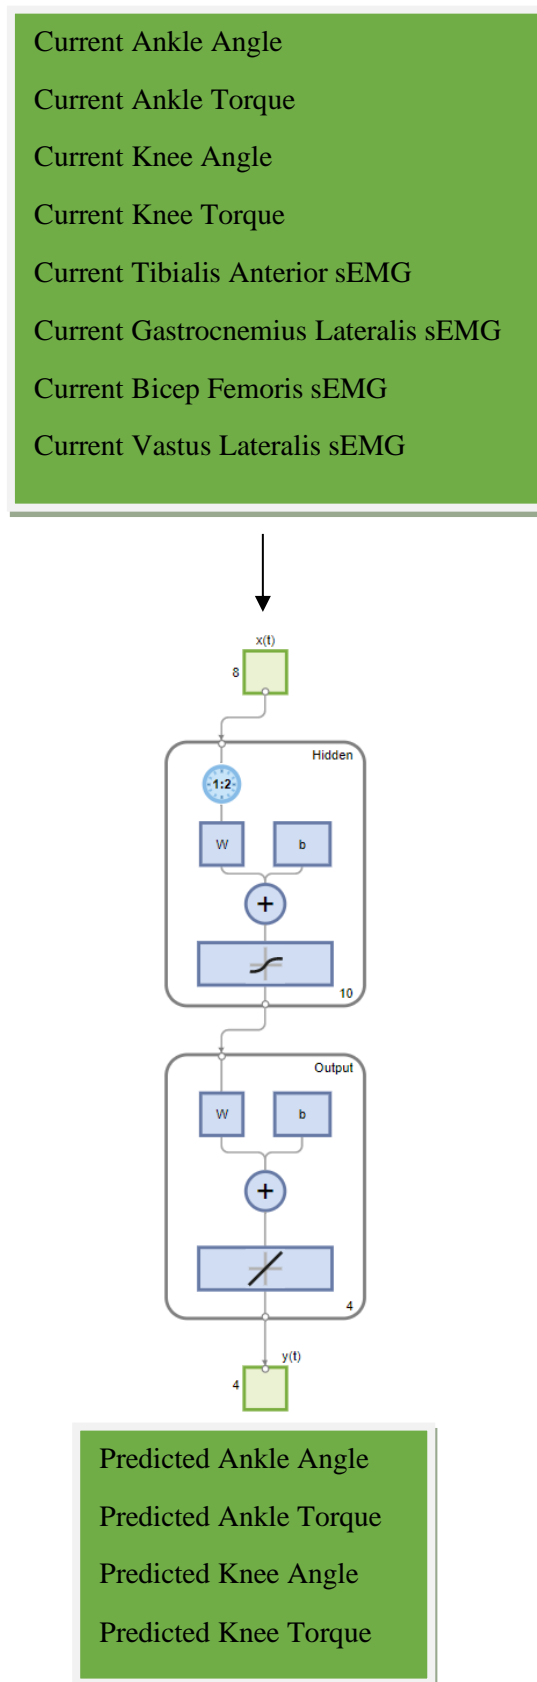 Current Ankle Angle
Current Ankle Torque
Current Knee Angle
Current Knee Torque
Current Tibialis Anterior sEMG
Current Gastrocnemius Lateralis sEMG
Current Bicep Femoris sEMG
Current Vastus Lateralis sEMG
x(t)
8
Hidden
1:2
W b
+
10
Output
W b
+
4
y(t)
4
Predicted Ankle Angle
Predicted Ankle Torque
Predicted Knee Angle
Predicted Knee Torque